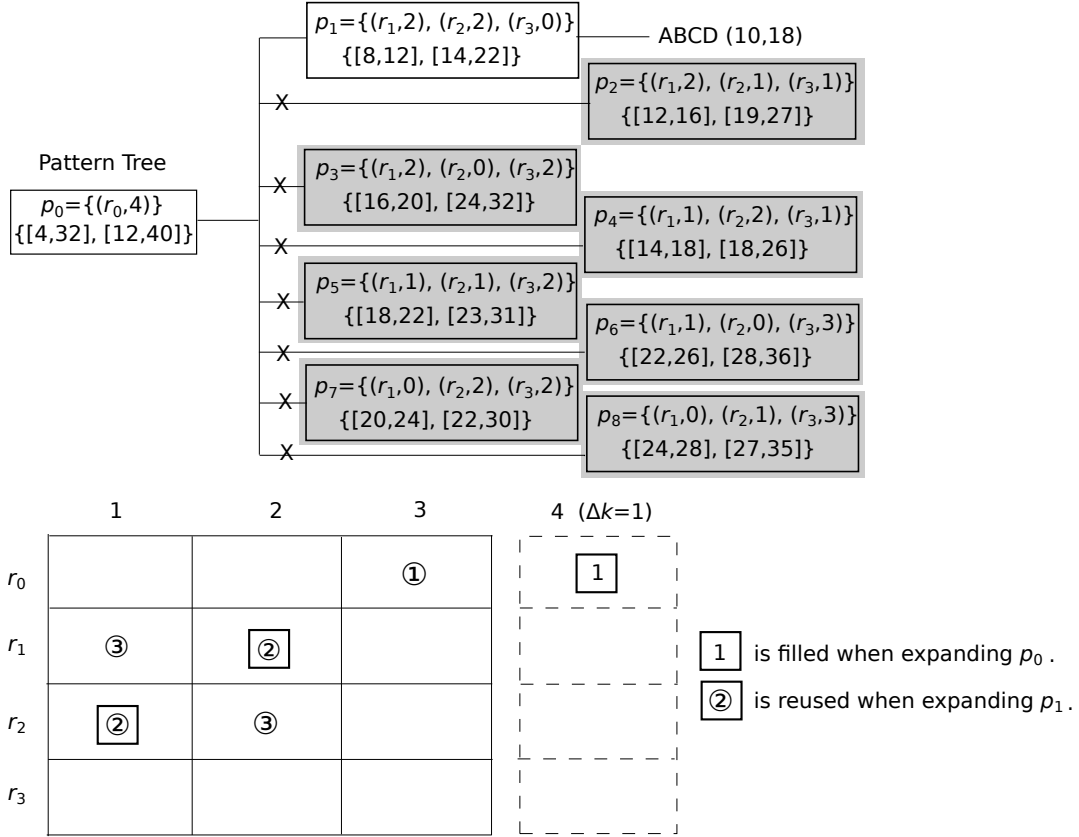 p₁={(r₁,2), (r₂,2), (r₃,0)}
{[8,12], [14,22]}
ABCD (10,18)
X
p₂={(r₁,2), (r₂,1), (r₃,1)}
{[12,16], [19,27]}
Pattern Tree
p₀={(r₀,4)}
{[4,32], [12,40]}
X
p₃={(r₁,2), (r₂,0), (r₃,2)}
{[16,20], [24,32]}
X
p₄={(r₁,1), (r₂,2), (r₃,1)}
{[14,18], [18,26]}
X
p₅={(r₁,1), (r₂,1), (r₃,2)}
{[18,22], [23,31]}
X
p₆={(r₁,1), (r₂,0), (r₃,3)}
{[22,26], [28,36]}
X
p₇={(r₁,0), (r₂,2), (r₃,2)}
{[20,24], [22,30]}
X
p₈={(r₁,0), (r₂,1), (r₃,3)}
{[24,28], [27,35]}
1 2 3 4 (Δk=1)
r₀ ① 1
r₁ ③ ②
r₂ ② ③
r₃
1 is filled when expanding p₀ .
② is reused when expanding p₁ .